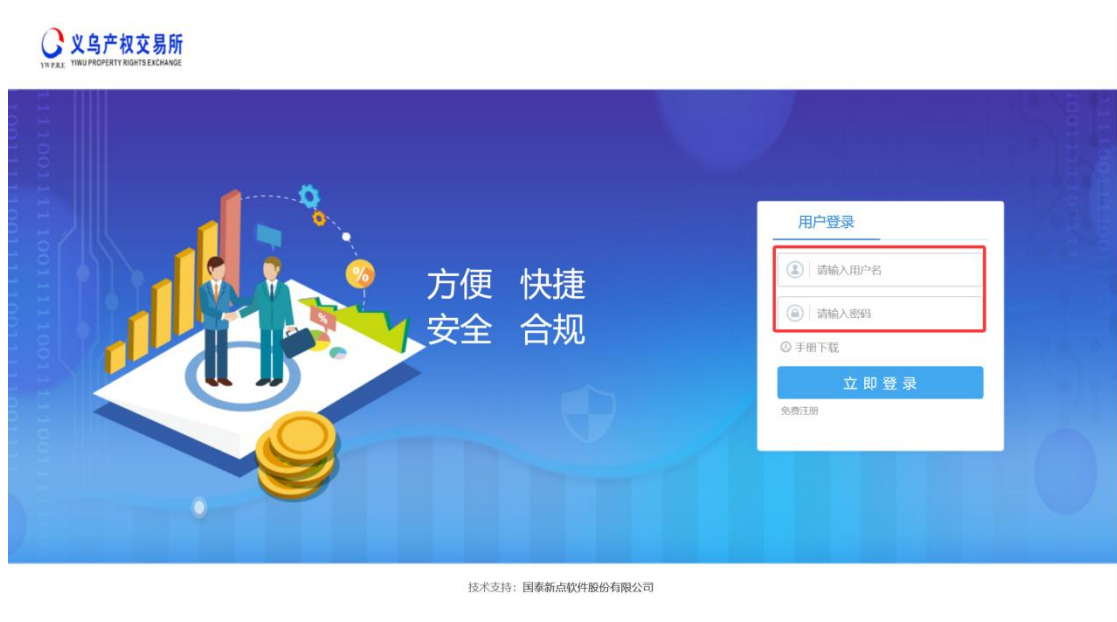 义乌产权交易所
YWPRE YIWU PROPERTY RIGHTS EXCHANGE
用户登录
请输入用户名
方便 快捷
请输入密码
安全 合规
手册下载
立即登录
免费注册
技术支持：国泰新点软件股份有限公司